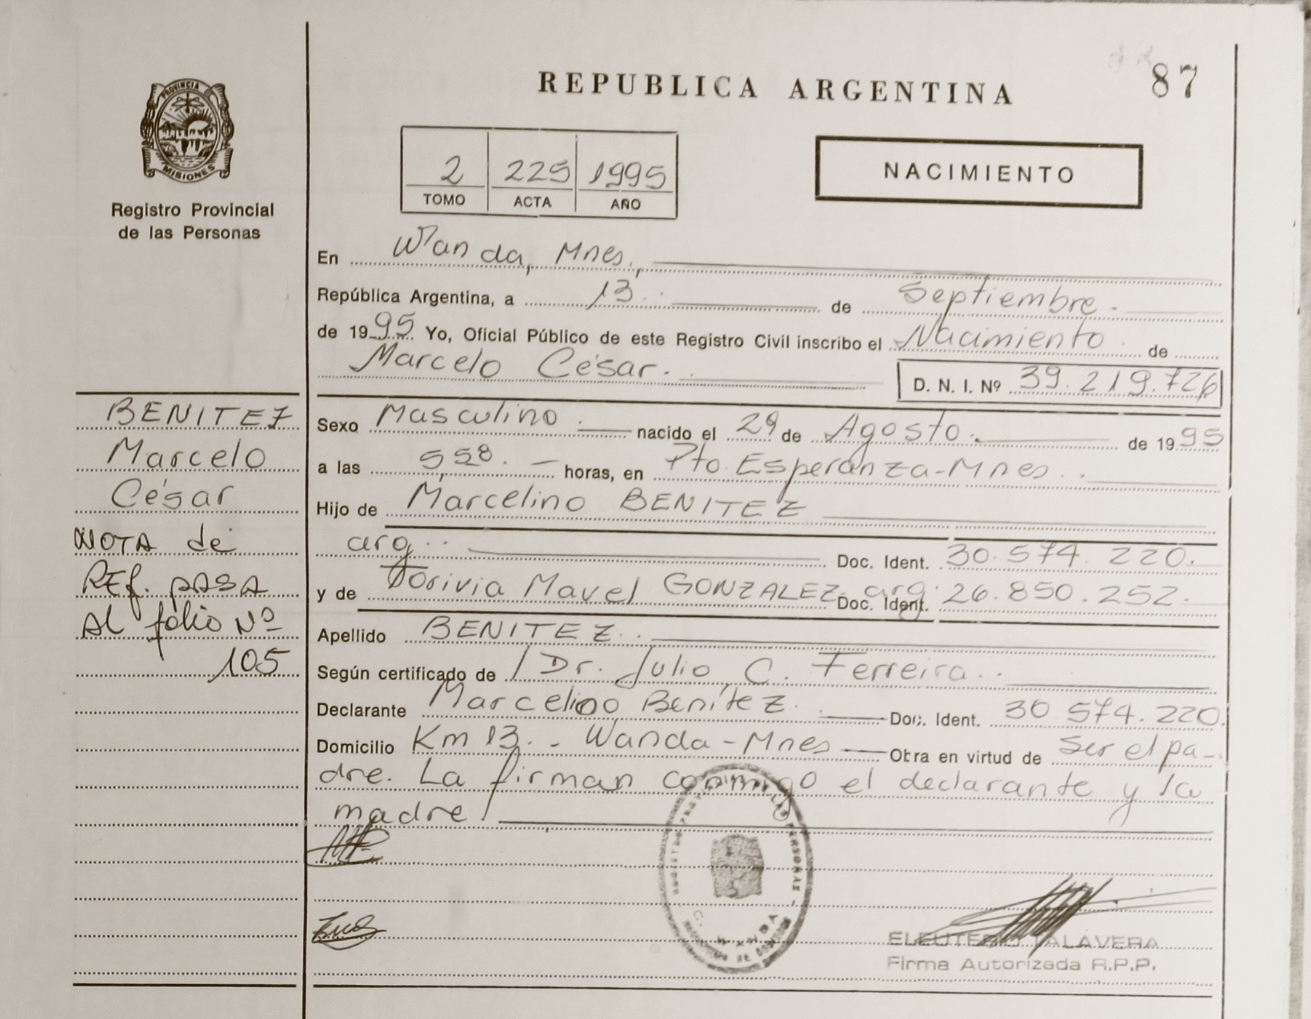 REPUBLICA ARGENTINA
87
PROVINCIA DE
MISIONES
Registro Provincial
de las Personas
2 225 1995
TOMO ACTA AÑO
NACIMIENTO
En Wanda, Mnes.,
República Argentina, a 13 de Septiembre
de 1995 Yo, Oficial Público de este Registro Civil inscribo el Nacimiento de
Marcelo César. D. N. I. Nº 39.219.726
BENITEZ
Marcelo
César
NOTA de
REf. pASA
Al folio Nº
105
Sexo Masculino nacido el 29 de Agosto. de 1995
a las 5,58. horas, en Pto. Esperanza-Mnes.
Hijo de Marcelino BENITEZ
arg. Doc. Ident. 30.574.220.
y de Dorivia Mavel GONZALEZ arg. Doc. Ident. 26.850.252.
Apellido BENITEZ.
Según certificado de Dr. Julio C. Ferreira.
Declarante Marcelino Benítez. Doc. Ident. 30 574.220.
Domicilio Km 13. - Wanda-Mnes Obra en virtud de Ser el pa-
dre. La firman conmigo el declarante y la
madre
ELEUTERIO TALAVERA
Firma Autorizada R.P.P.